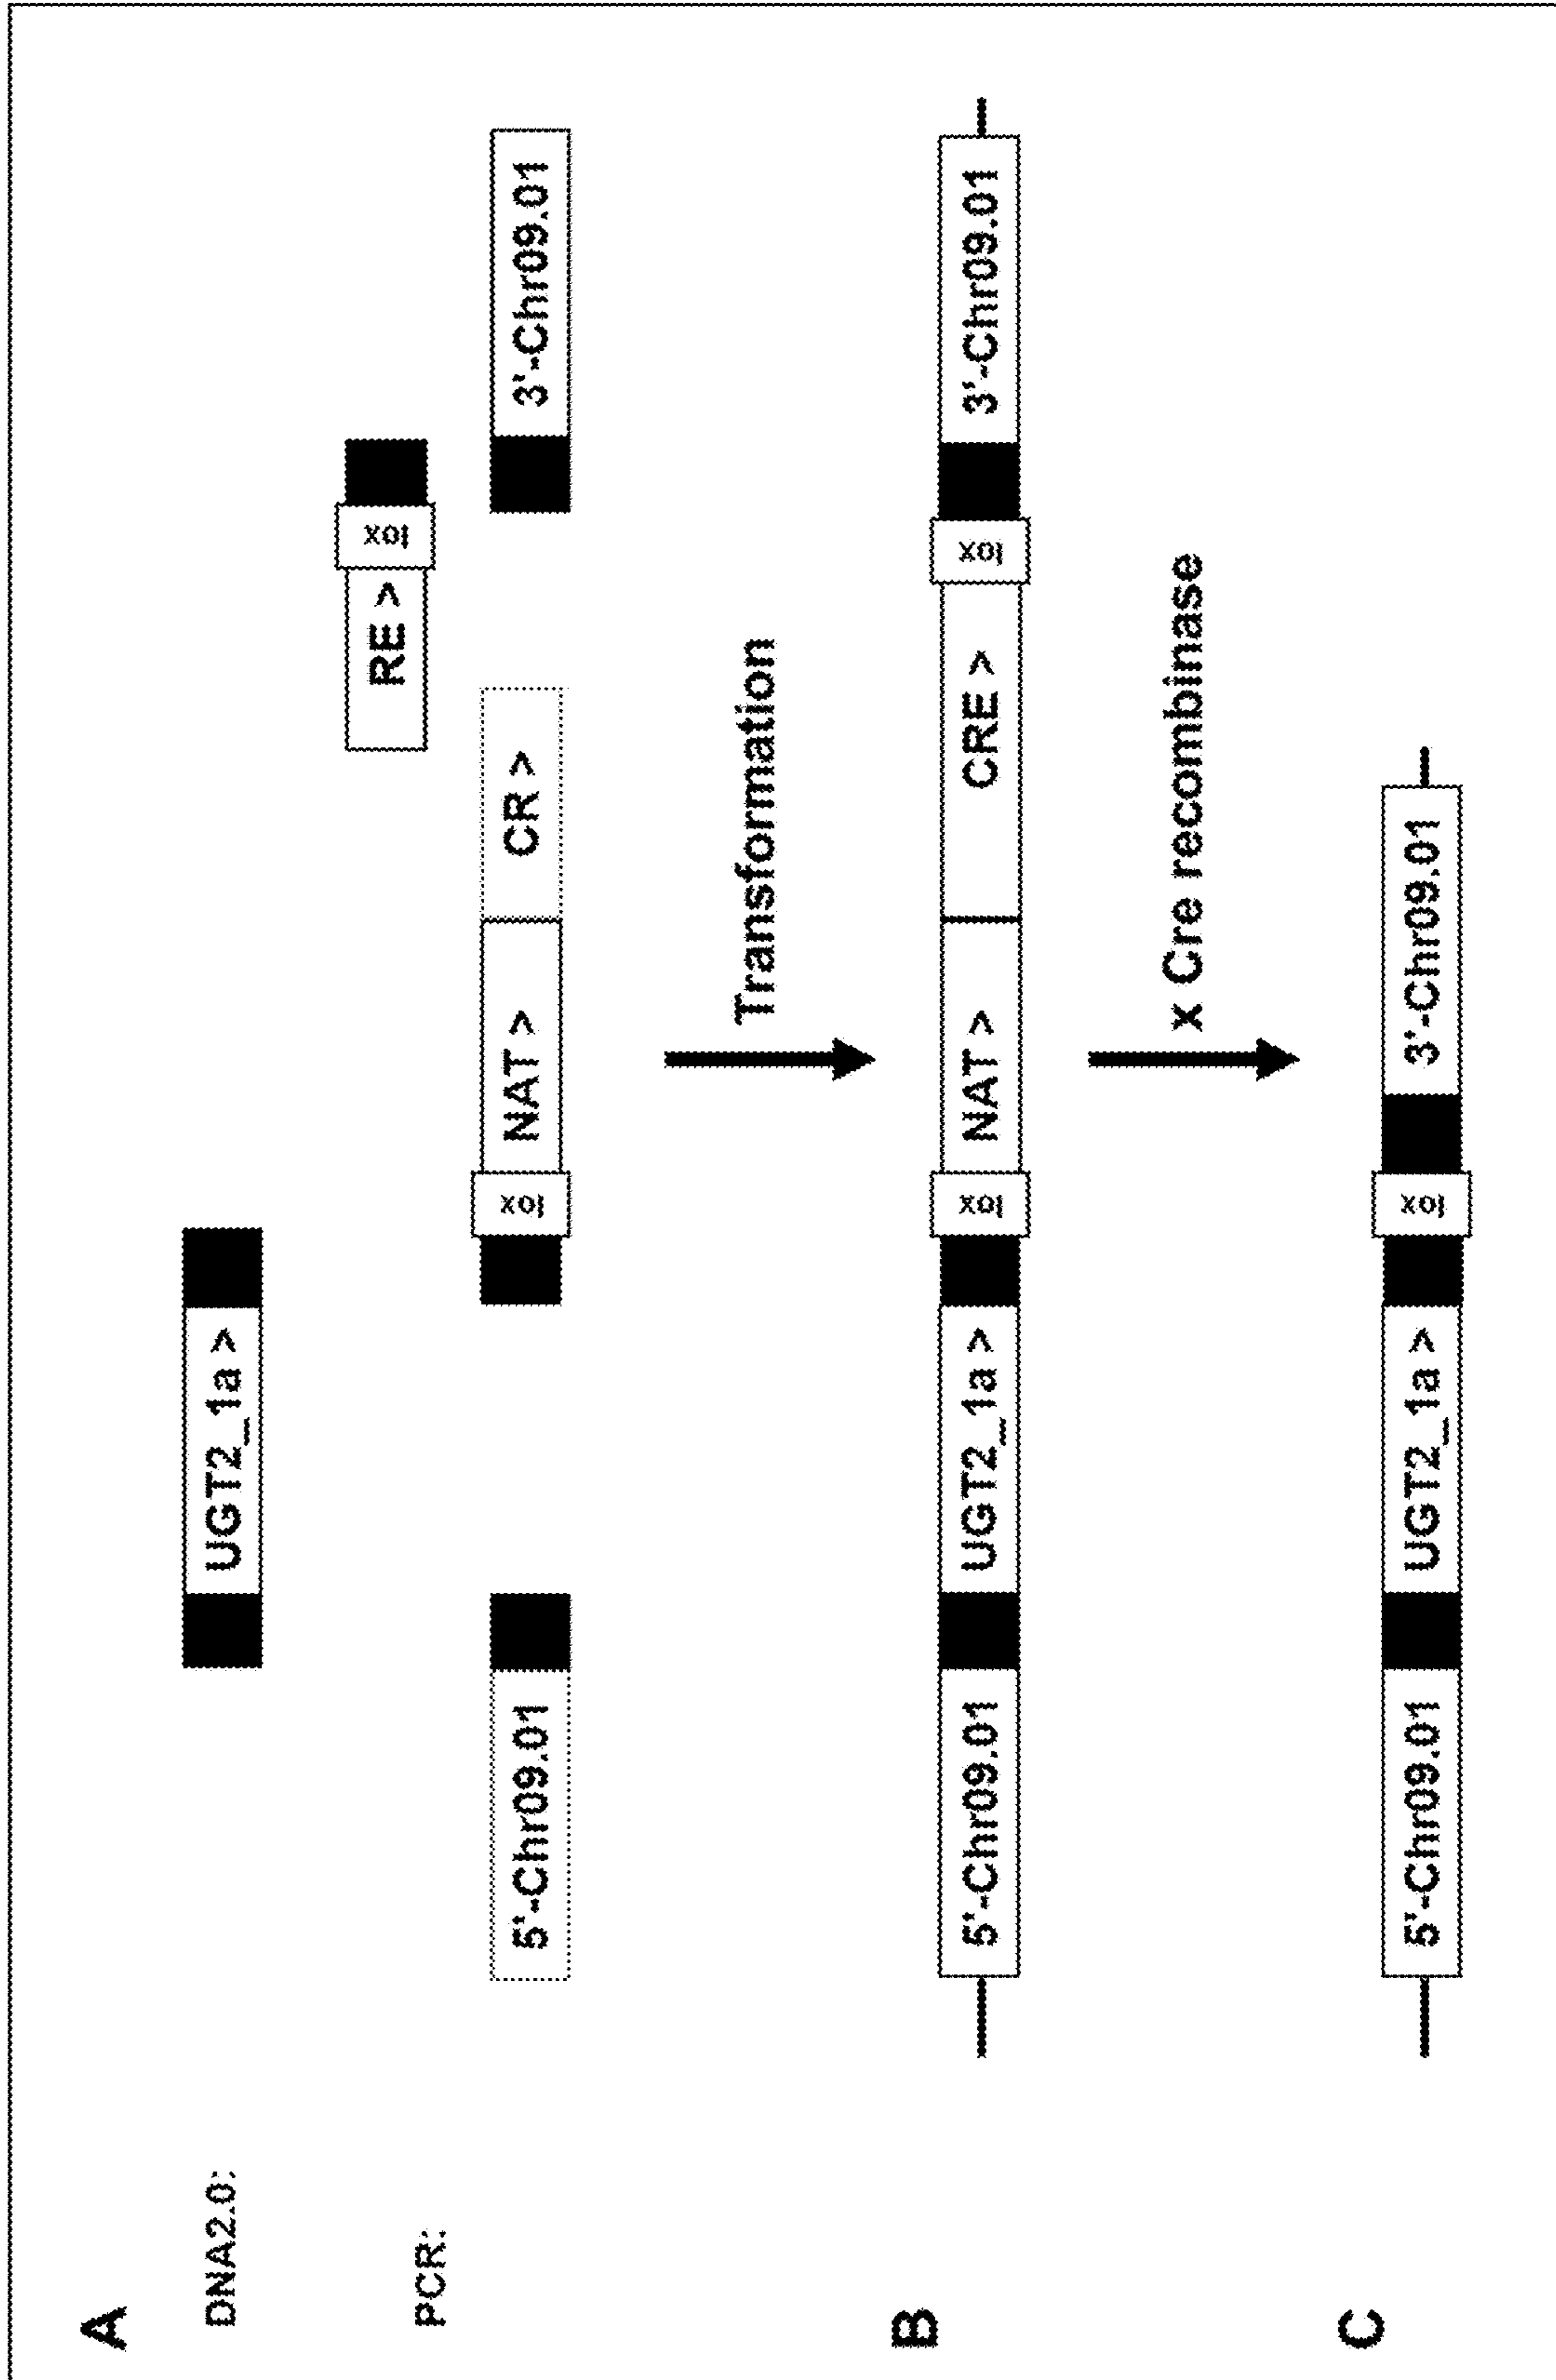 A
DNA2.0:
UGT2_1a >
PCR:
RE >
lox
5'-Chr09.01
lox
NAT >
CR >
3'-Chr09.01
Transformation
B
5'-Chr09.01
UGT2_1a >
lox
NAT >
CRE >
lox
3'-Chr09.01
x Cre recombinase
C
5'-Chr09.01
UGT2_1a >
lox
3'-Chr09.01